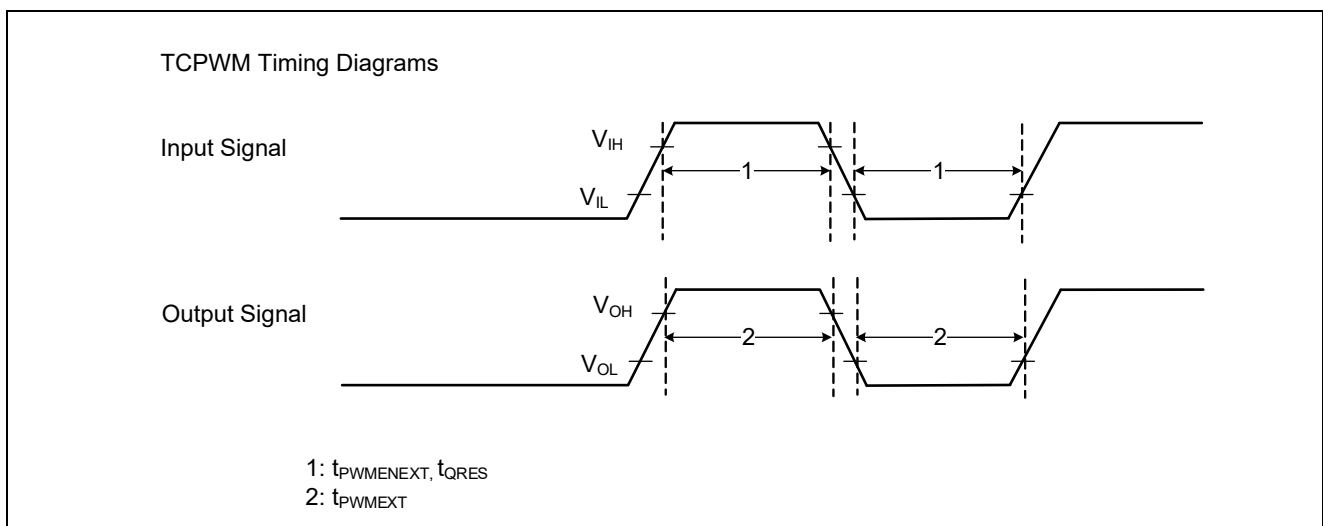 TCPWM Timing Diagrams
Input Signal
VIH
1
1
VIL
Output Signal
VOH
2
2
VOL
1: tPWMENEXT, tQRES
2: tPWMEXT